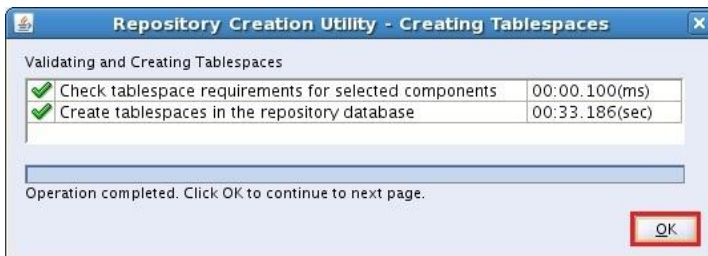 Repository Creation Utility - Creating Tablespaces
Validating and Creating Tablespaces
Check tablespace requirements for selected components 00:00.100(ms)
Create tablespaces in the repository database 00:33.186(sec)
Operation completed. Click OK to continue to next page.
OK